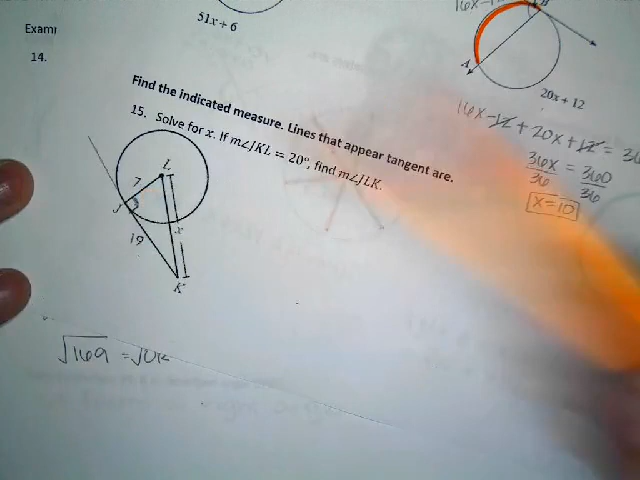 51x + 6
Exam
14.
A
20x + 12
16x - 12 + 20x + 12 = 36
36x = 360
36 36
x = 10
Find the indicated measure. Lines that appear tangent are.
15. Solve for x. If m∠JKL = 20°, find m∠JLK.
L
7
J
x
19
K
√169 = √LK